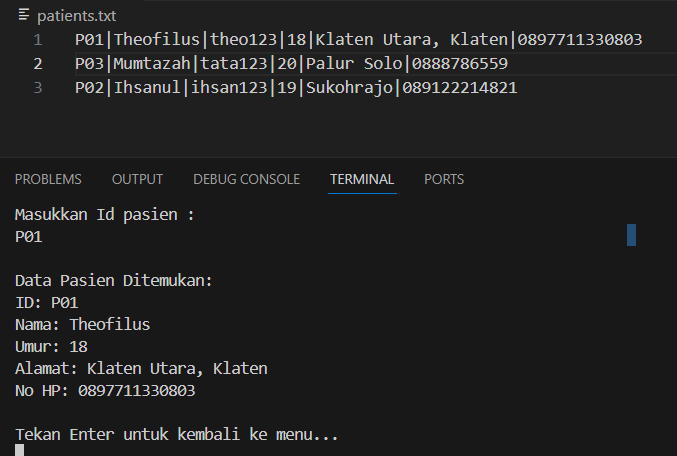 patients.txt
1 P01|Theofilus|theo123|18|Klaten Utara, Klaten|0897711330803
2 P03|Mumtazah|tata123|20|Palur Solo|0888786559
3 P02|Ihsanul|ihsan123|19|Sukohrajo|089122214821
PROBLEMS OUTPUT DEBUG CONSOLE TERMINAL PORTS
Masukkan Id pasien :
P01
Data Pasien Ditemukan:
ID: P01
Nama: Theofilus
Umur: 18
Alamat: Klaten Utara, Klaten
No HP: 0897711330803
Tekan Enter untuk kembali ke menu...